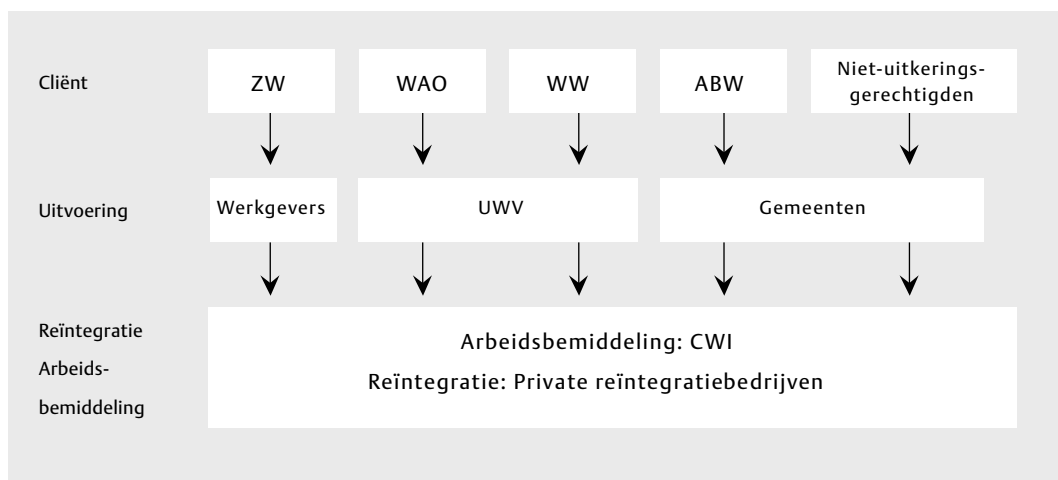 Cliënt
ZW
WAO
WW
ABW
Niet-uitkerings-
gerechtigden
Uitvoering
Werkgevers
UWV
Gemeenten
Reïntegratie
Arbeids-
bemiddeling
Arbeidsbemiddeling: CWI
Reïntegratie: Private reïntegratiebedrijven